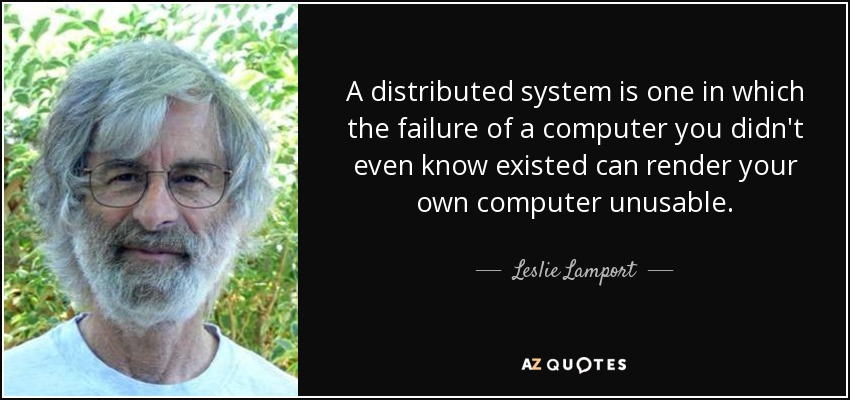 A distributed system is one in which
the failure of a computer you didn't
even know existed can render your
own computer unusable.
Leslie Lamport
AZ QUOTES